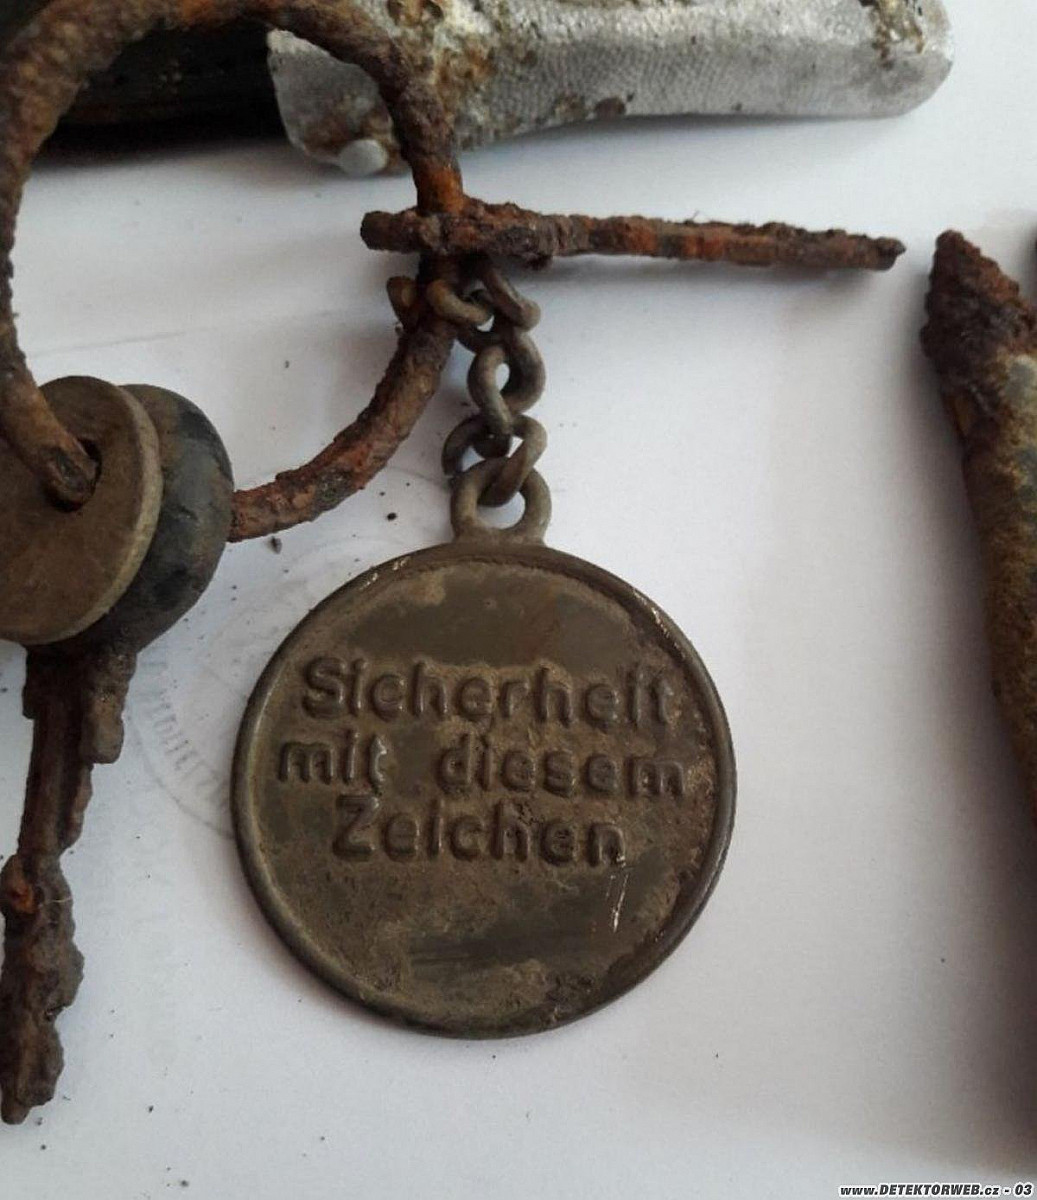 Sicherheit
mit diesem
Zeichen
www.DETEKTORWEB.cz - 03